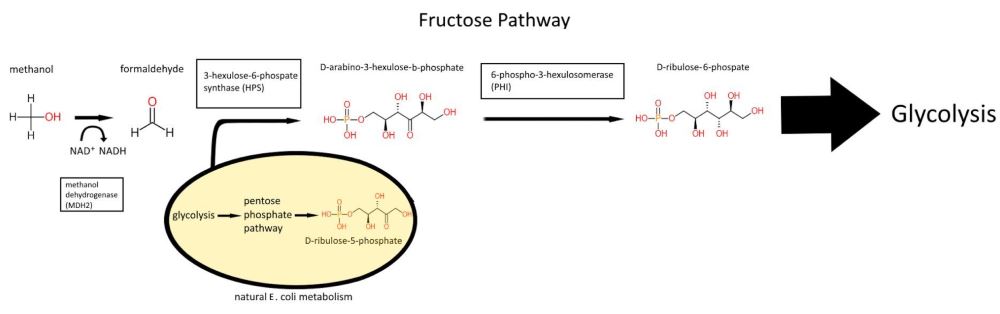 Fructose Pathway
methanol
formaldehyde
3-hexulose-6-phospate
synthase (HPS)
D-arabino-3-hexulose-b-phosphate
6-phospho-3-hexulosomerase
(PHI)
D-ribulose-6-phospate
H
H
H
OH
NAD⁺ NADH
O
H
H
HO
O
P
OH
O
OH
OH
O
OH
OH
HO
O
P
OH
O
OH
OH
OH
OH
OH
Glycolysis
methanol
dehydrogenase
(MDH2)
glycolysis
pentose
phosphate
pathway
HO
O
P
OH
O
OH
OH
O
OH
D-ribulose-5-phosphate
natural E. coli metabolism